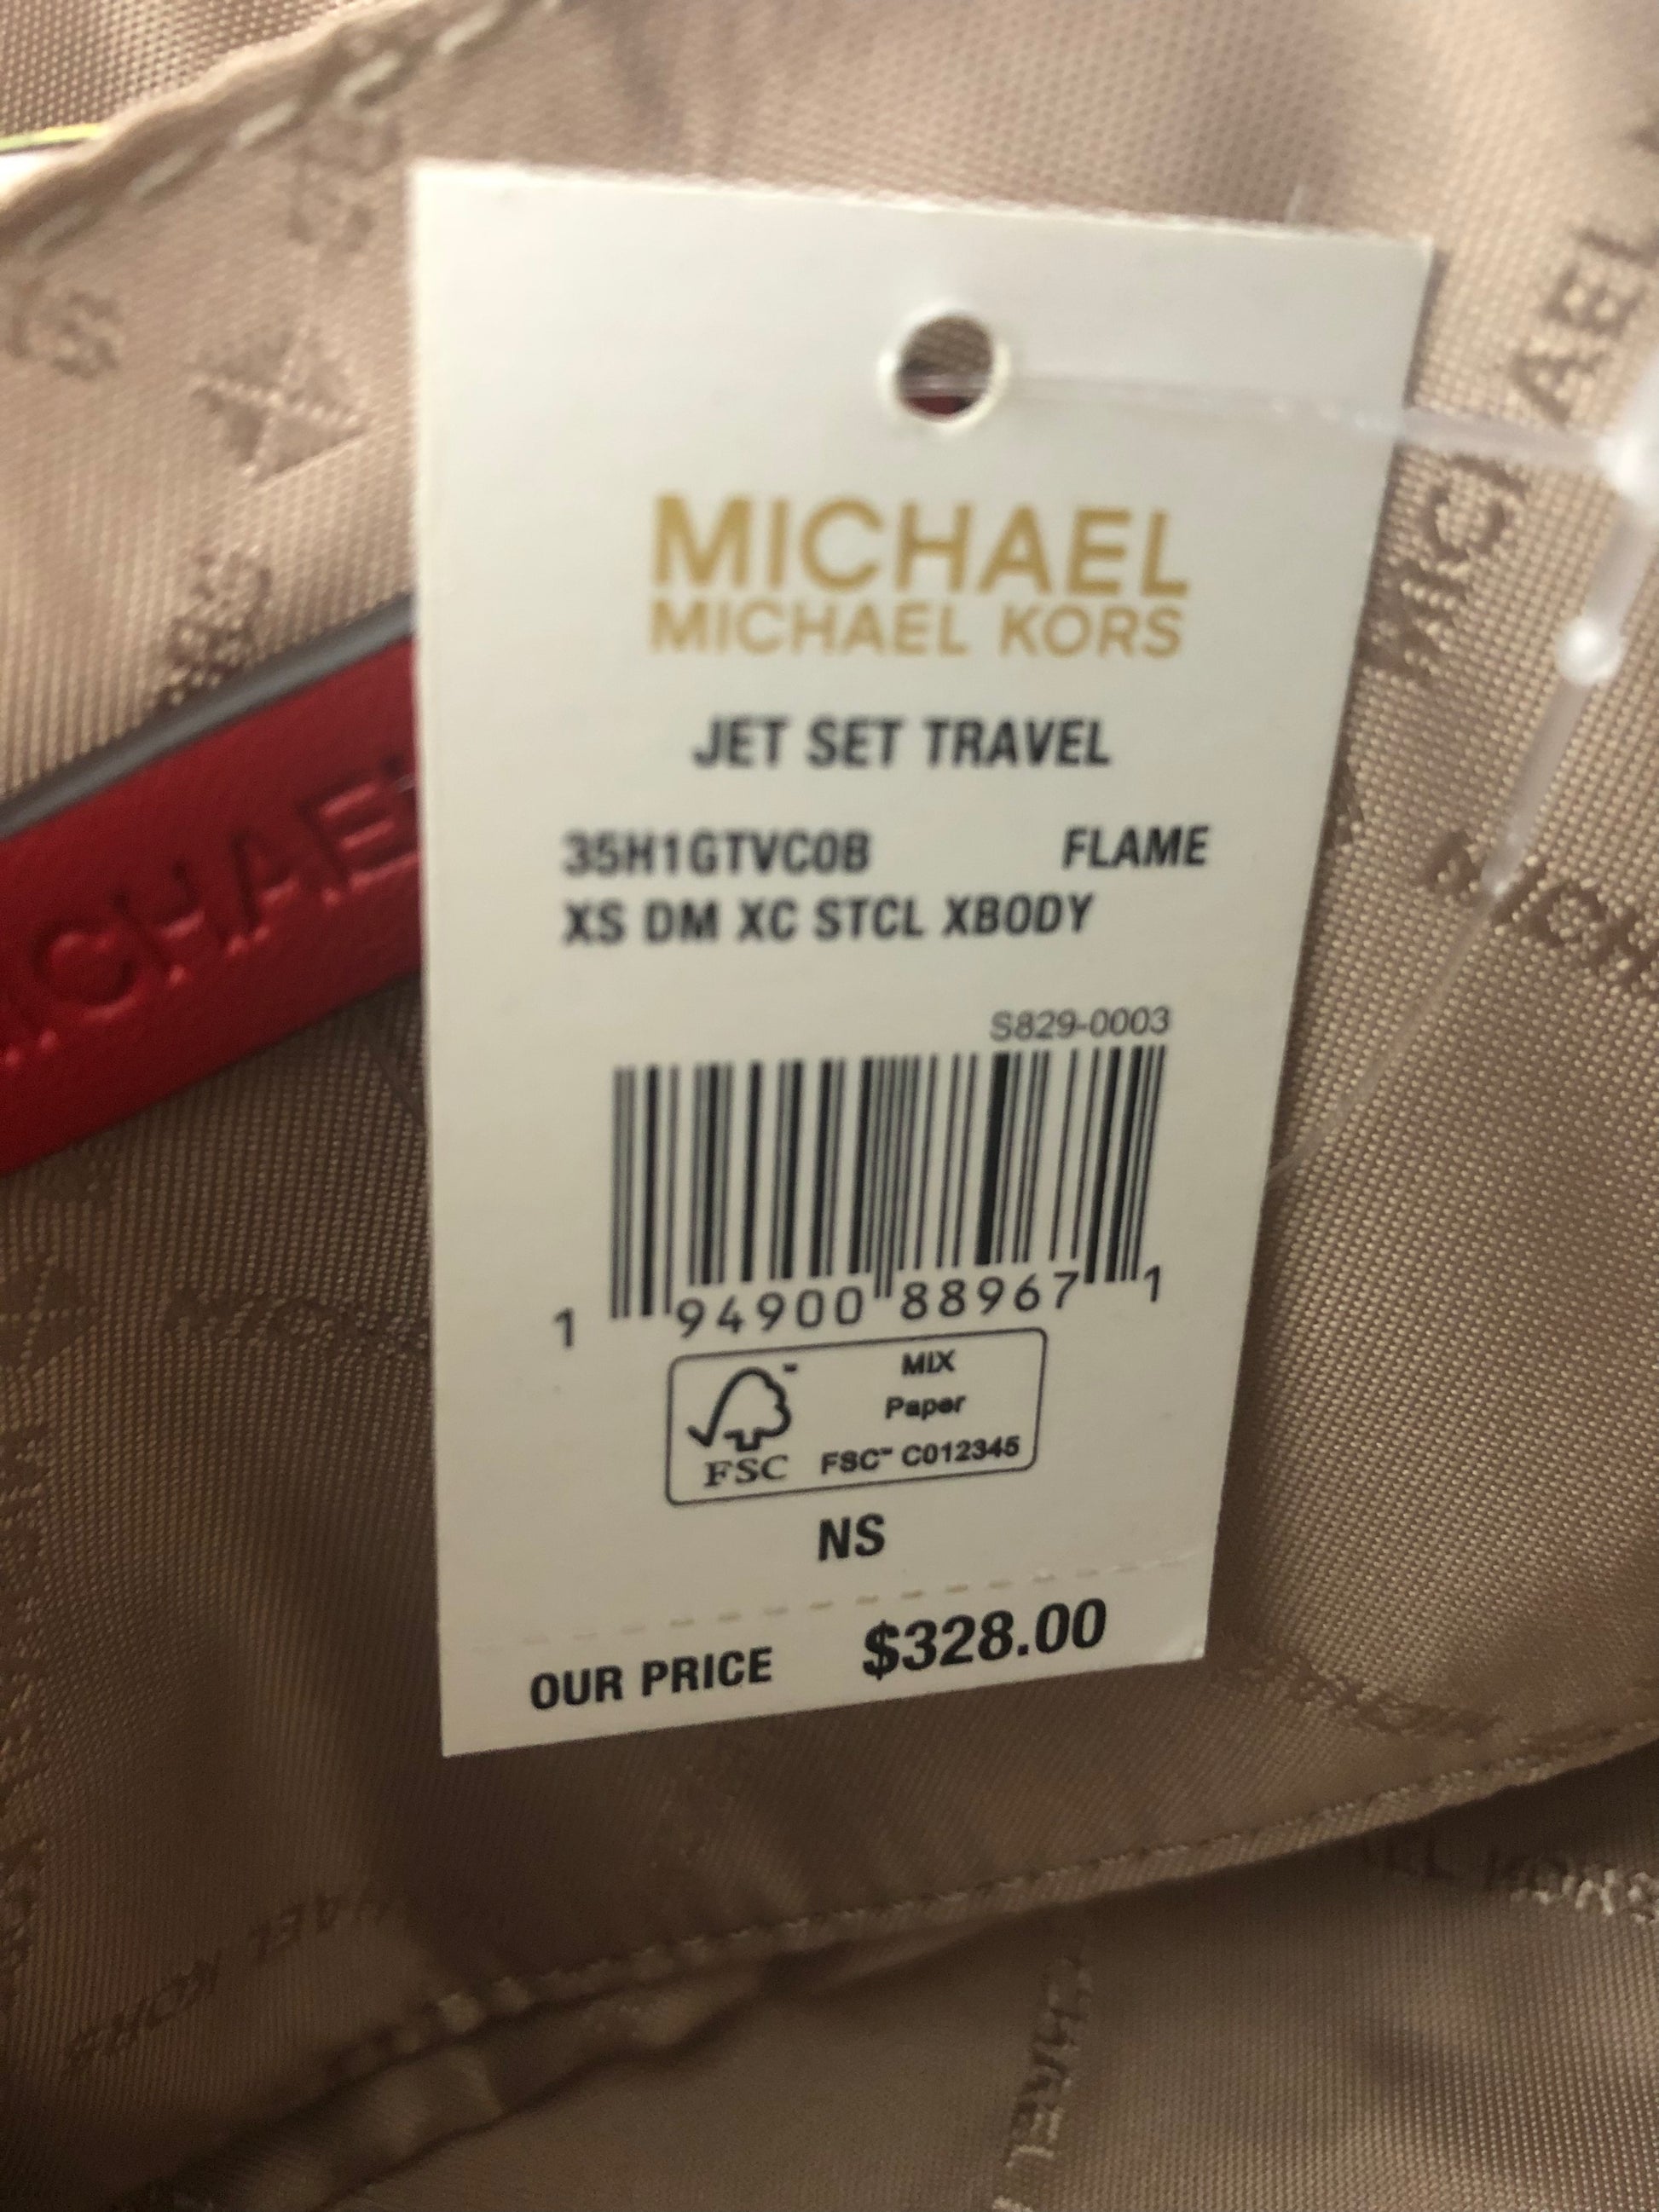 MICHAEL
MICHAEL KORS
JET SET TRAVEL
35H1GTVC0B FLAME
XS DM XC STCL XBODY
S829-0003
1 94900 88967 1
MIX
Paper
FSC
FSC™ C012345
NS
OUR PRICE $328.00